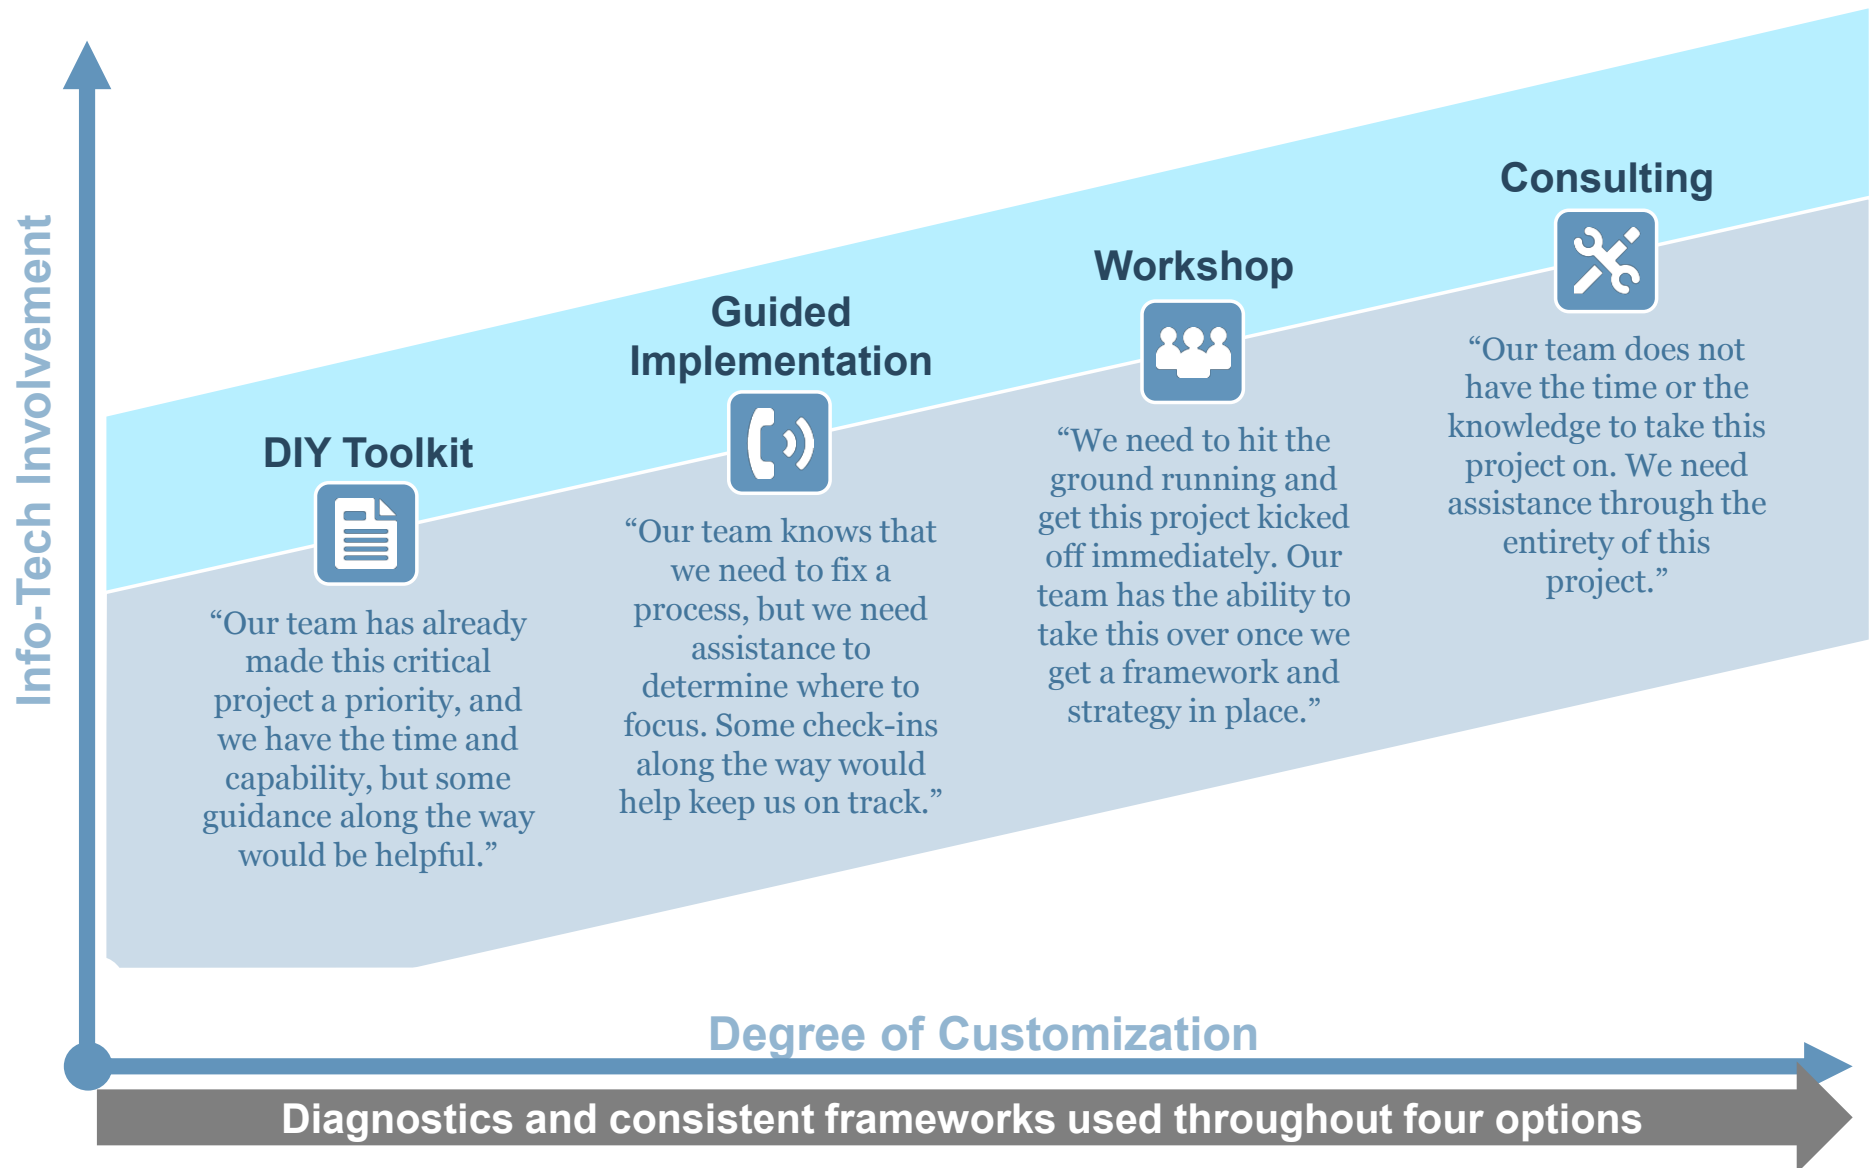 Info-Tech Involvement
DIY Toolkit
“Our team has already
made this critical
project a priority, and
we have the time and
capability, but some
guidance along the way
would be helpful.”
Guided
Implementation
“Our team knows that
we need to fix a
process, but we need
assistance to
determine where to
focus. Some check-ins
along the way would
help keep us on track.”
Workshop
“We need to hit the
ground running and
get this project kicked
off immediately. Our
team has the ability to
take this over once we
get a framework and
strategy in place.”
Consulting
“Our team does not
have the time or the
knowledge to take this
project on. We need
assistance through the
entirety of this
project.”
Degree of Customization
Diagnostics and consistent frameworks used throughout four options